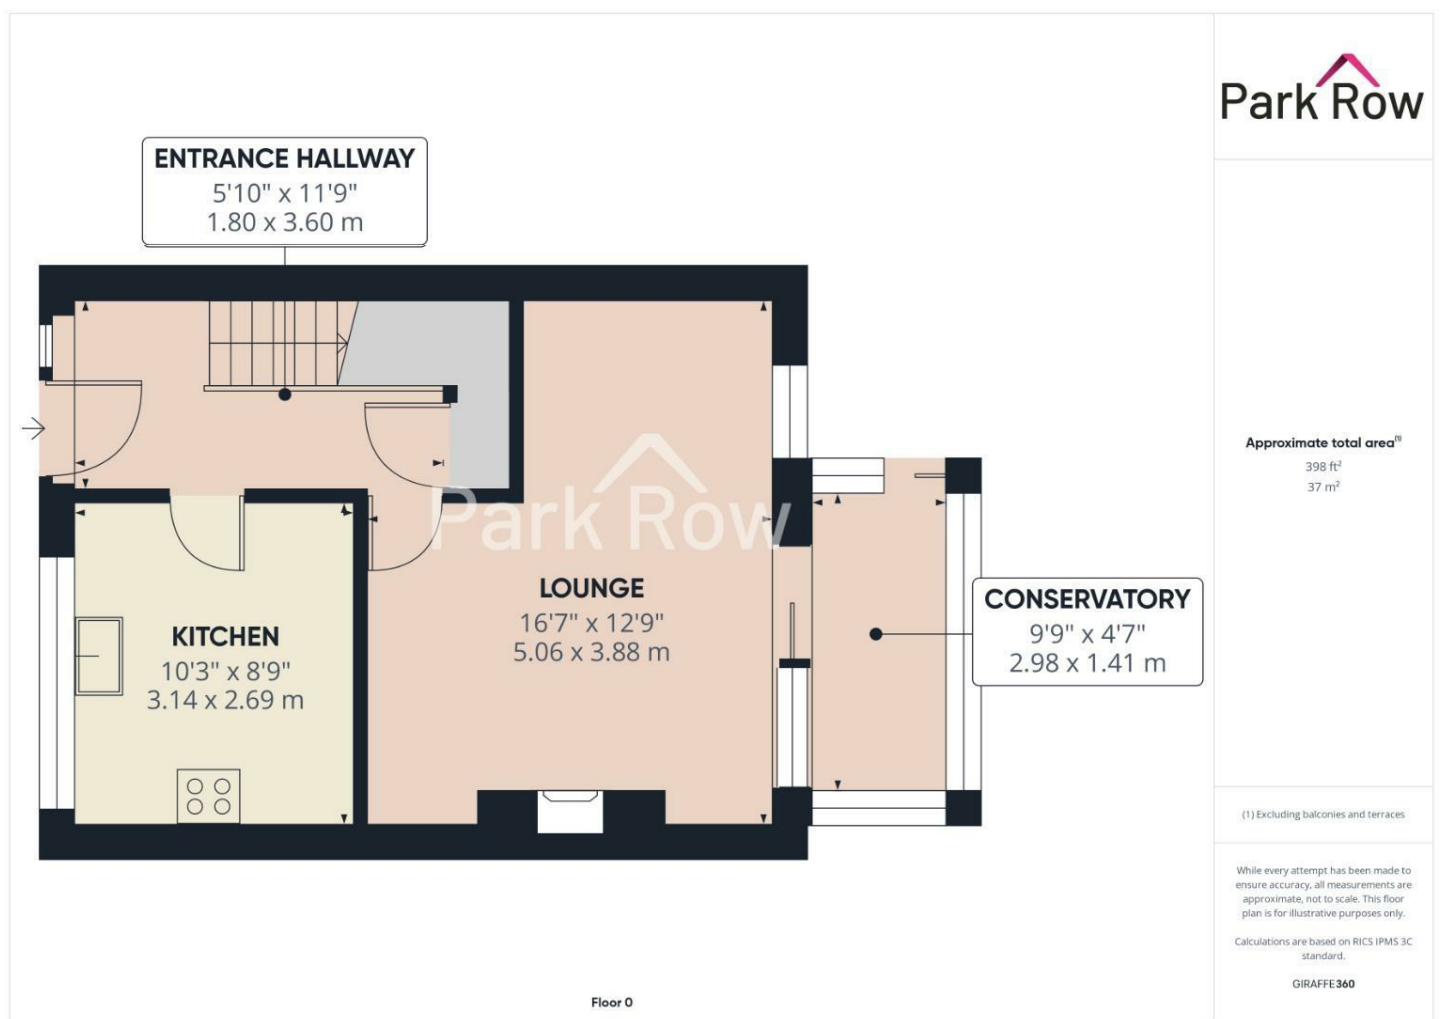 Park Row
ENTRANCE HALLWAY
5'10" x 11'9"
1.80 x 3.60 m
Park Row
LOUNGE
16'7" x 12'9"
5.06 x 3.88 m
KITCHEN
10'3" x 8'9"
3.14 x 2.69 m
CONSERVATORY
9'9" x 4'7"
2.98 x 1.41 m
Floor 0
Approximate total area(1)
398 ft²
37 m²
(1) Excluding balconies and terraces
While every attempt has been made to
ensure accuracy, all measurements are
approximate, not to scale. This floor
plan is for illustrative purposes only.
Calculations are based on RICS IPMS 3C
standard.
GIRAFFE360